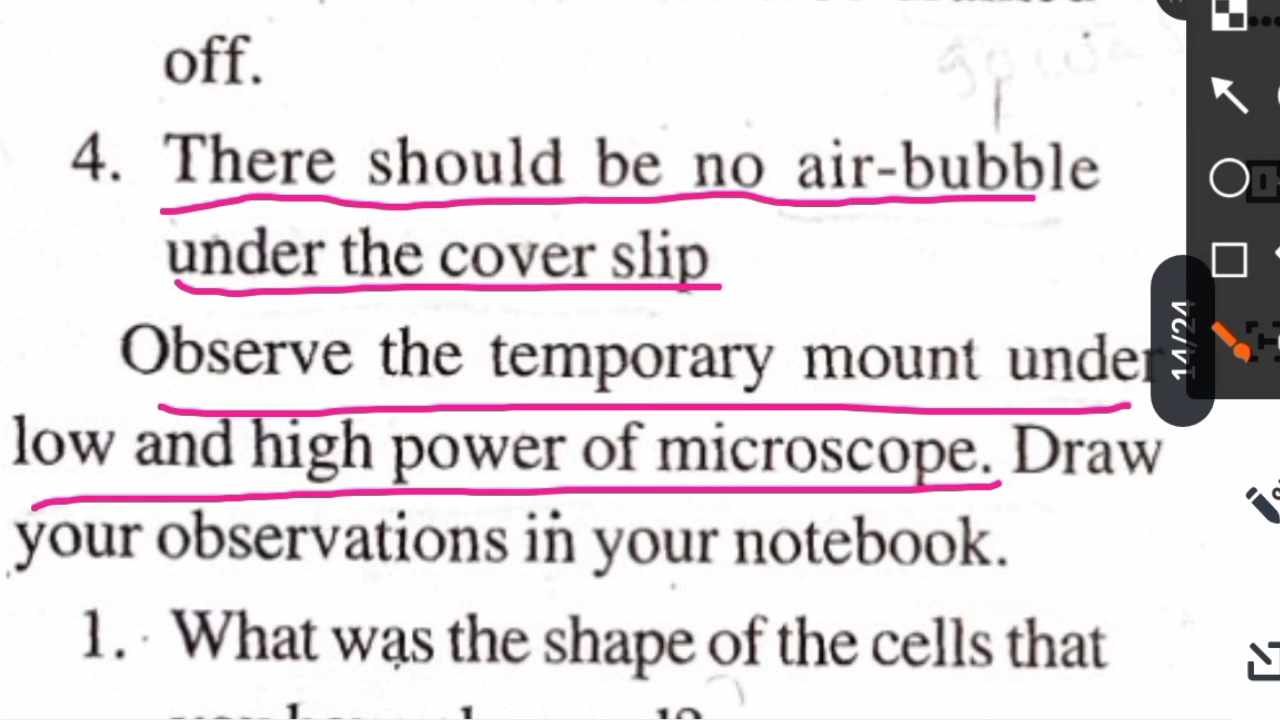 off.
4. There should be no air-bubble
under the cover slip
Observe the temporary mount under
low and high power of microscope. Draw
your observations in your notebook.
1. What was the shape of the cells that
14/24